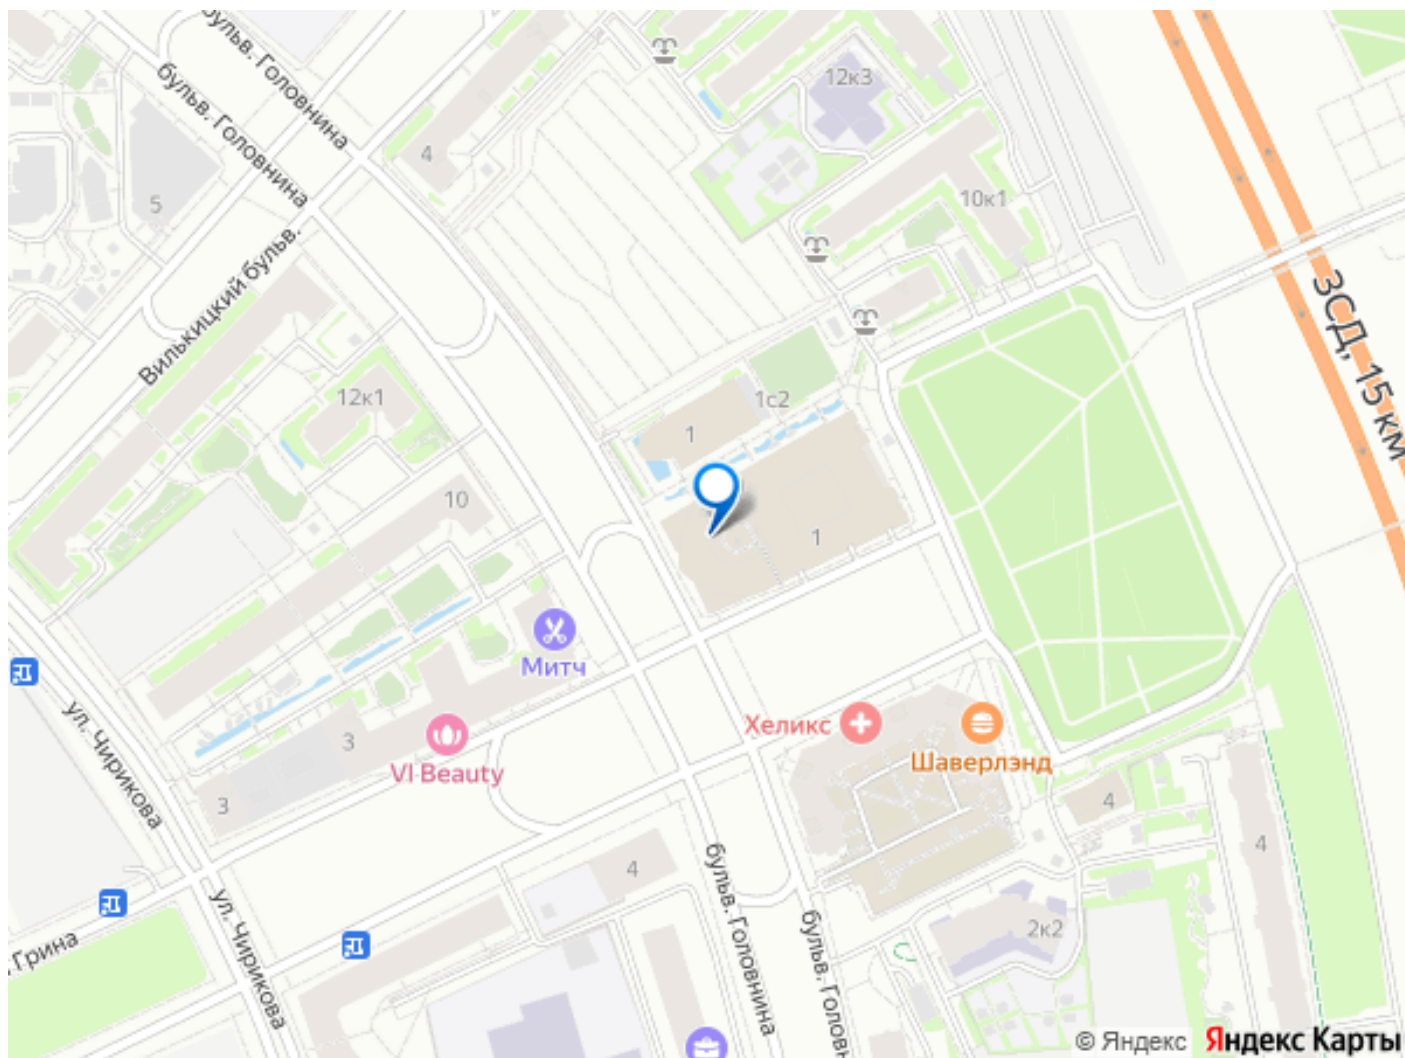 бульв. Головнина
бульв. Головнина
12к3
4
5
10к1
Вилькицкий бульв.
ЗСД, 15 км
12к1
1с2
1
10
1
Митч
ул. Чирикова
Хеликс
3
VI Beauty
Шаверлэнд
3
4
4
4
бульв. Головнина
ул. Чирикова
бульв. Головн
2к2
Грина
© Яндекс
Яндекс Карты